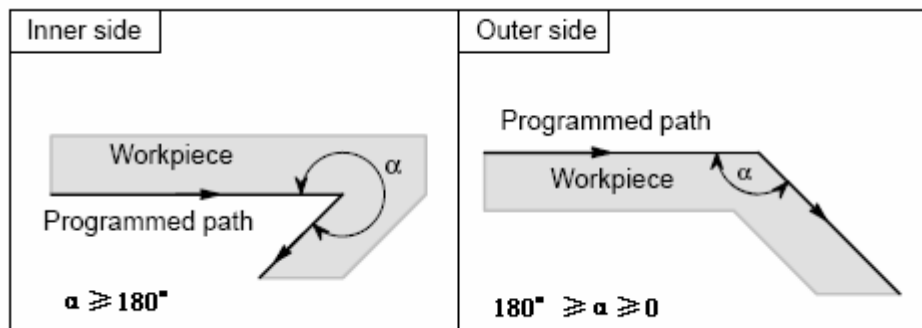 Inner side
Workpiece
α
Programmed path
α ≥ 180°
Outer side
Programmed path
Workpiece
α
180° ≥ α ≥ 0